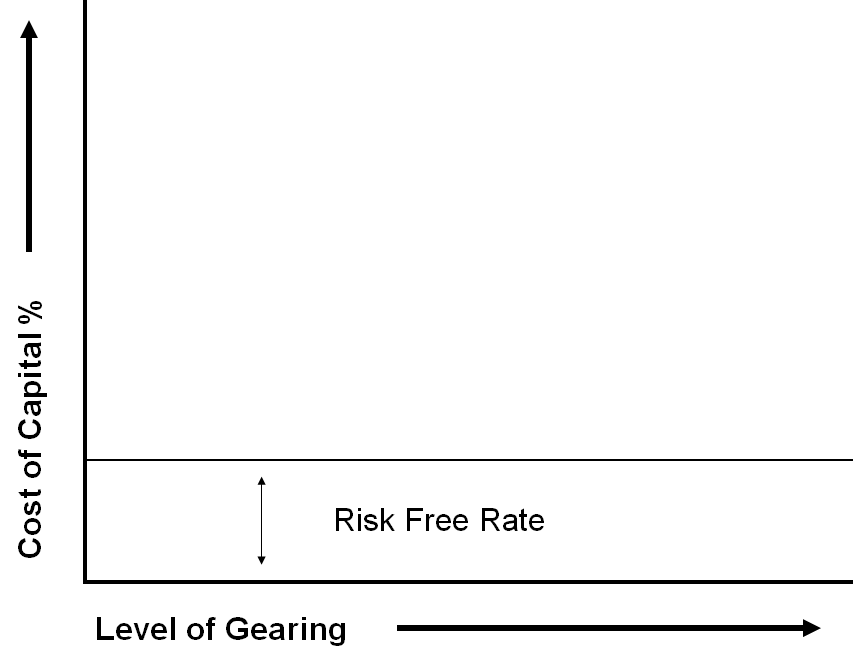 Cost of Capital %
Risk Free Rate
Level of Gearing